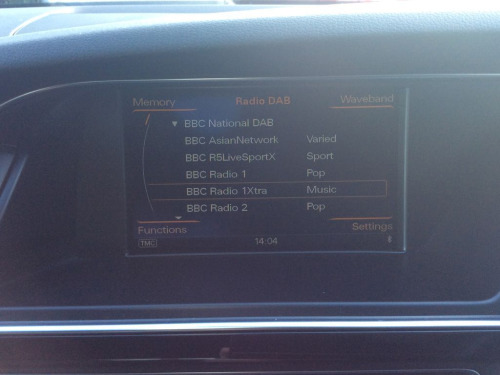 Memory Radio DAB Waveband
BBC National DAB
BBC AsianNetwork Varied
BBC R5LiveSportX Sport
BBC Radio 1 Pop
BBC Radio 1Xtra Music
BBC Radio 2 Pop
Functions Settings
TMC 14:04